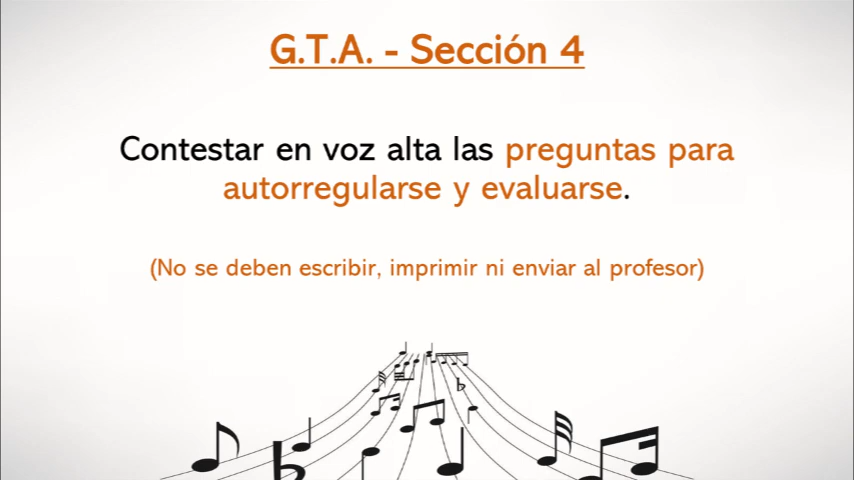 G.T.A. - Sección 4
Contestar en voz alta las preguntas para
autorregularse y evaluarse.
(No se deben escribir, imprimir ni enviar al profesor)